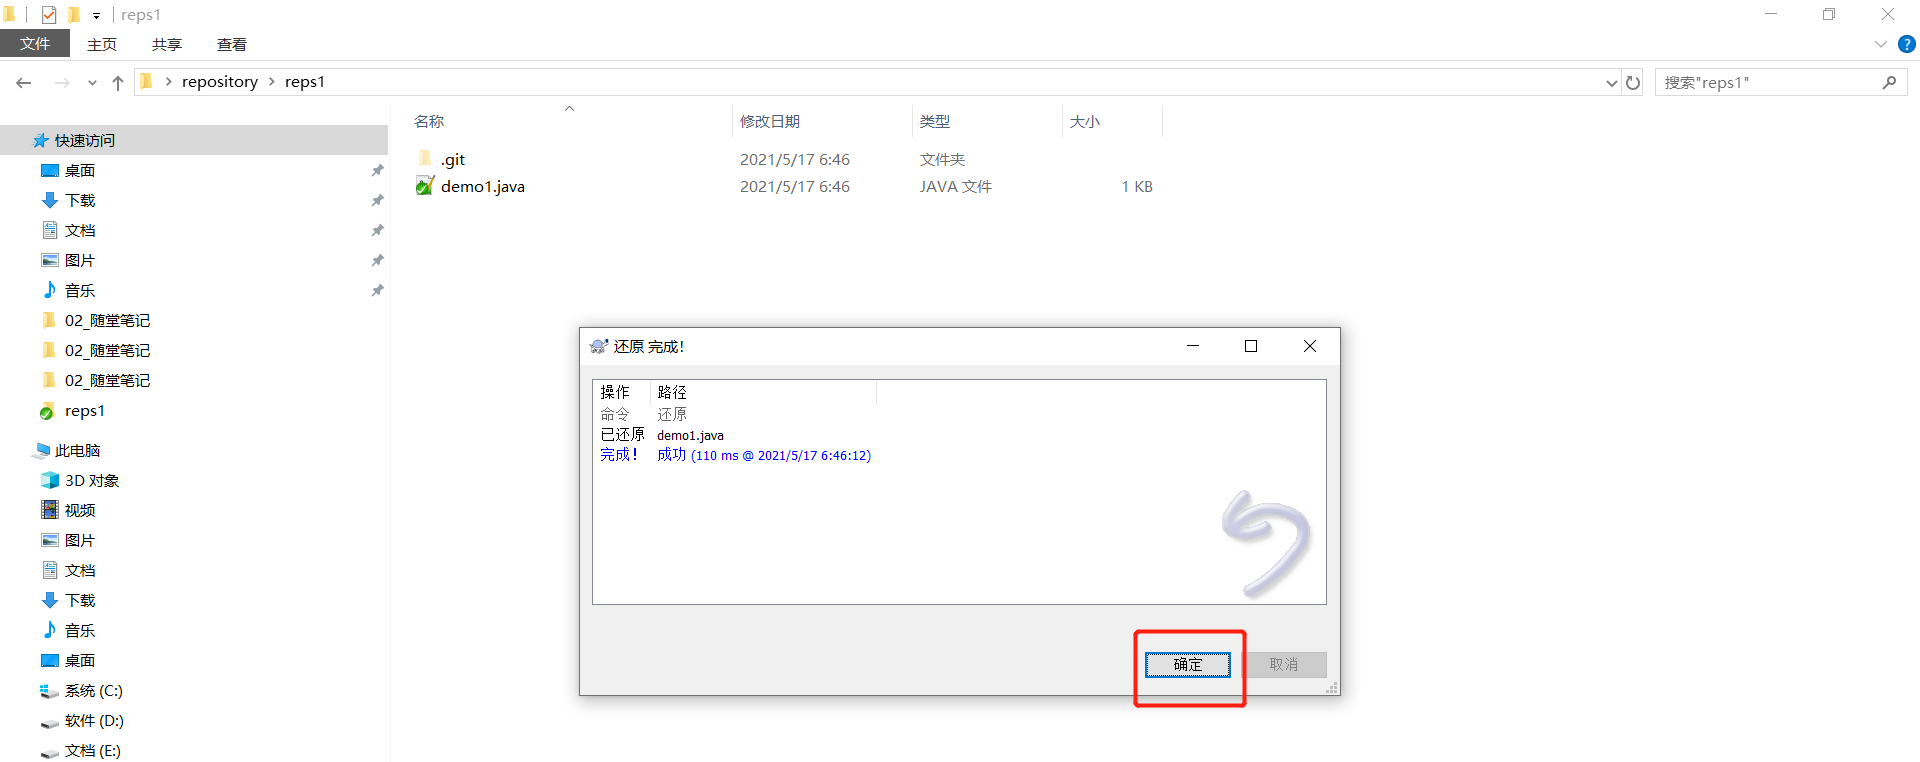 reps1
文件 主页 共享 查看
repository reps1
搜索"reps1"
名称 修改日期 类型 大小
.git 2021/5/17 6:46 文件夹
demo1.java 2021/5/17 6:46 JAVA 文件 1 KB
快速访问
桌面
下载
文档
图片
音乐
02_随堂笔记
02_随堂笔记
02_随堂笔记
reps1
此电脑
3D 对象
视频
图片
文档
下载
音乐
桌面
系统 (C:)
软件 (D:)
文档 (E:)
还原 完成!
操作 路径
命令 还原
已还原 demo1.java
完成! 成功 (110 ms @ 2021/5/17 6:46:12)
确定 取消